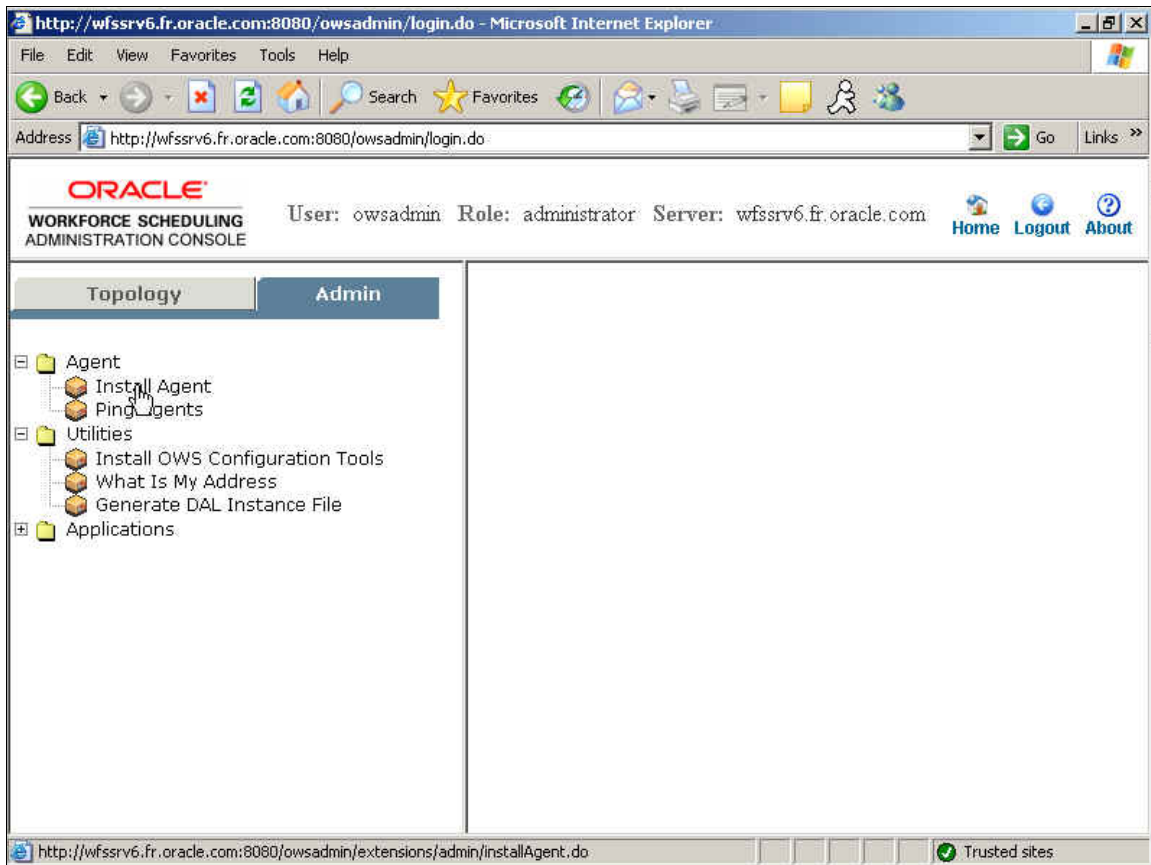 http://wfssrv6.fr.oracle.com:8080/owsadmin/login.do - Microsoft Internet Explorer
File Edit View Favorites Tools Help
Back Search Favorites
Address http://wfssrv6.fr.oracle.com:8080/owsadmin/login.do Go Links »
ORACLE
WORKFORCE SCHEDULING
ADMINISTRATION CONSOLE
User: owsadmin Role: administrator Server: wfssrv6.fr.oracle.com
Home Logout About
Topology Admin
Agent
Install Agent
Ping Agents
Utilities
Install OWS Configuration Tools
What Is My Address
Generate DAL Instance File
Applications
http://wfssrv6.fr.oracle.com:8080/owsadmin/extensions/admin/installAgent.do Trusted sites